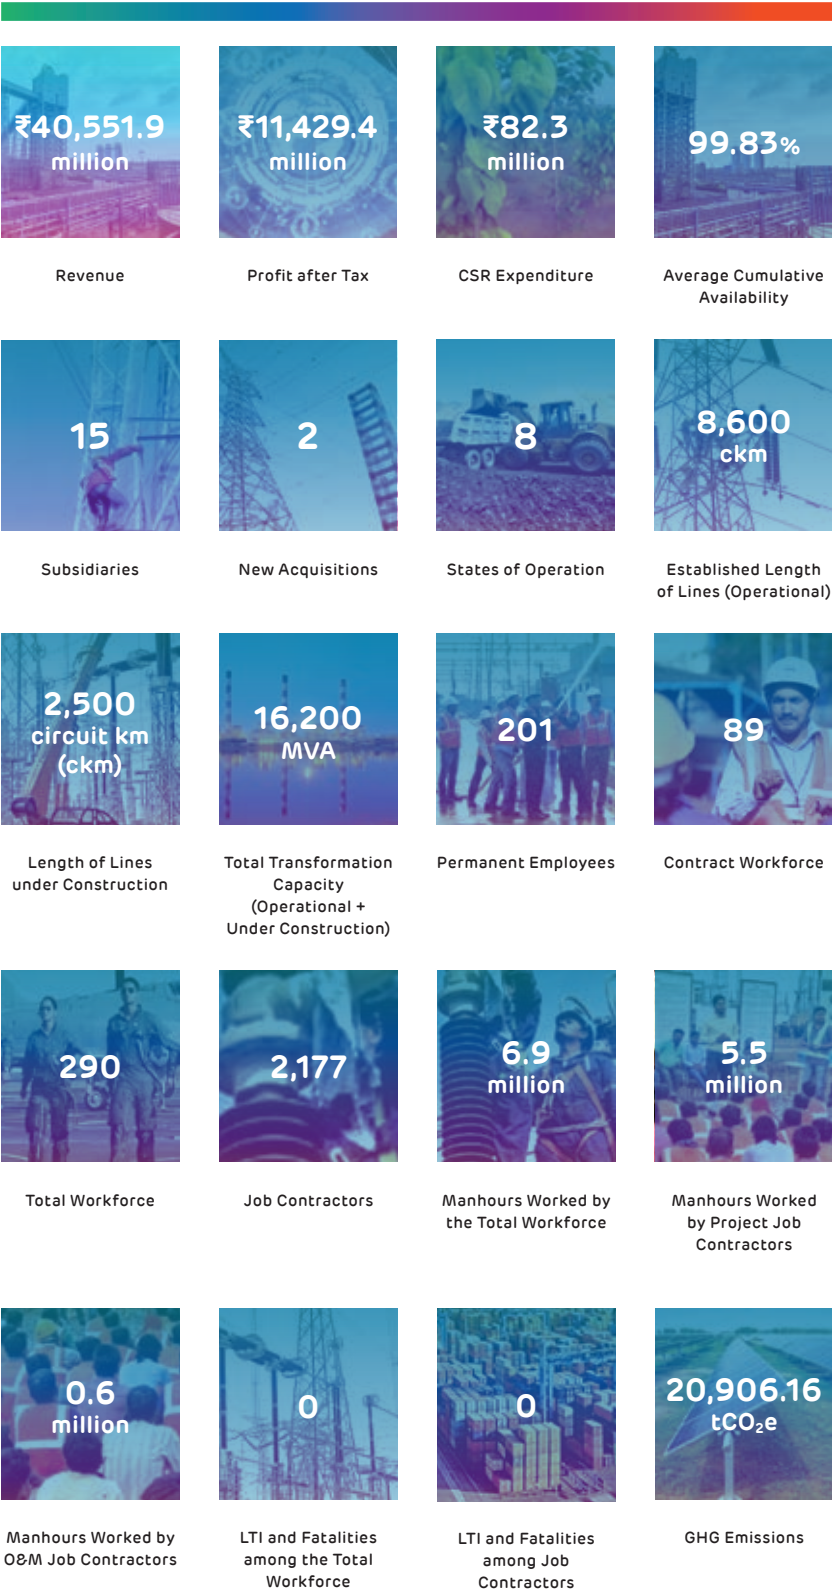 ₹40,551.9
million
Revenue
₹11,429.4
million
Profit after Tax
₹82.3
million
CSR Expenditure
99.83%
Average Cumulative
Availability
15
Subsidiaries
2
New Acquisitions
8
States of Operation
8,600
ckm
Established Length
of Lines (Operational)
2,500
circuit km
(ckm)
Length of Lines
under Construction
16,200
MVA
Total Transformation
Capacity
(Operational +
Under Construction)
201
Permanent Employees
89
Contract Workforce
290
Total Workforce
2,177
Job Contractors
6.9
million
Manhours Worked by
the Total Workforce
5.5
million
Manhours Worked
by Project Job
Contractors
0.6
million
Manhours Worked by
O&M Job Contractors
0
LTI and Fatalities
among the Total
Workforce
0
LTI and Fatalities
among Job
Contractors
20,906.16
tCO₂e
GHG Emissions